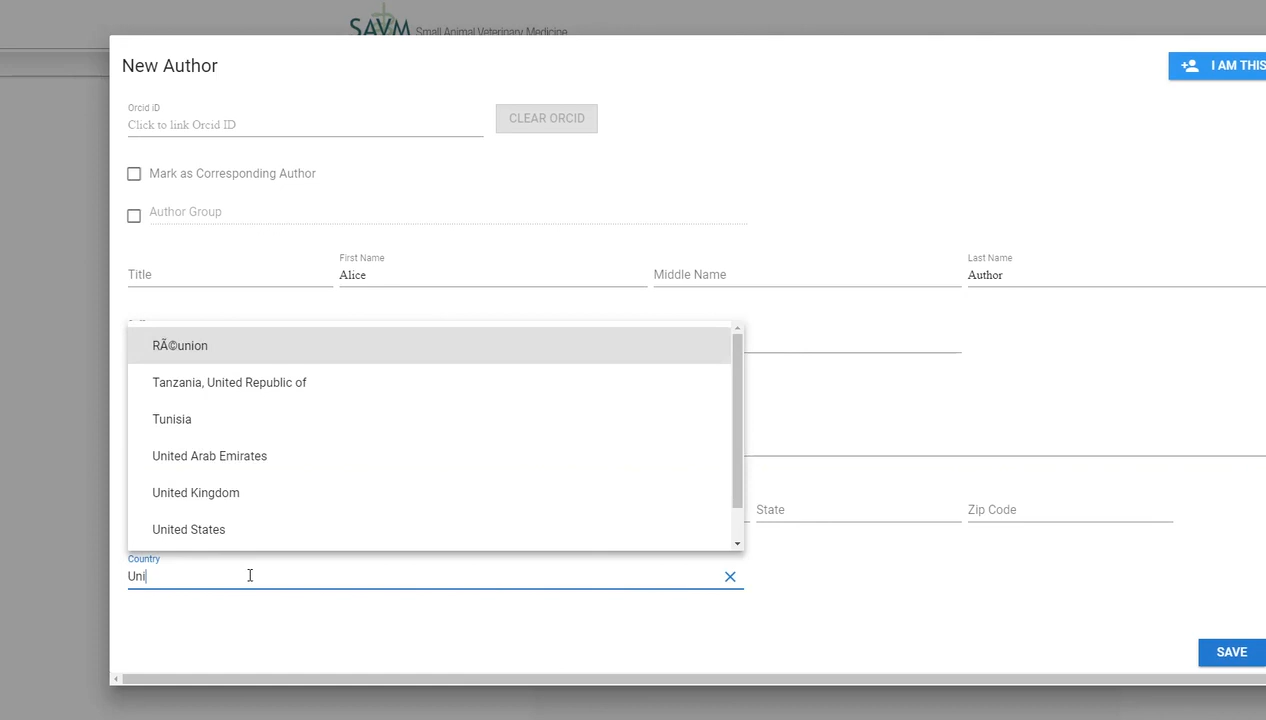 SAVM Small Animal Veterinary Medicine
New Author
I AM THIS
Orcid iD
Click to link Orcid ID
CLEAR ORCID
Mark as Corresponding Author
Author Group
Title
First Name
Alice
Middle Name
Last Name
Author
RÃ©union
Tanzania, United Republic of
Tunisia
United Arab Emirates
United Kingdom
United States
State
Zip Code
Country
Uni
SAVE